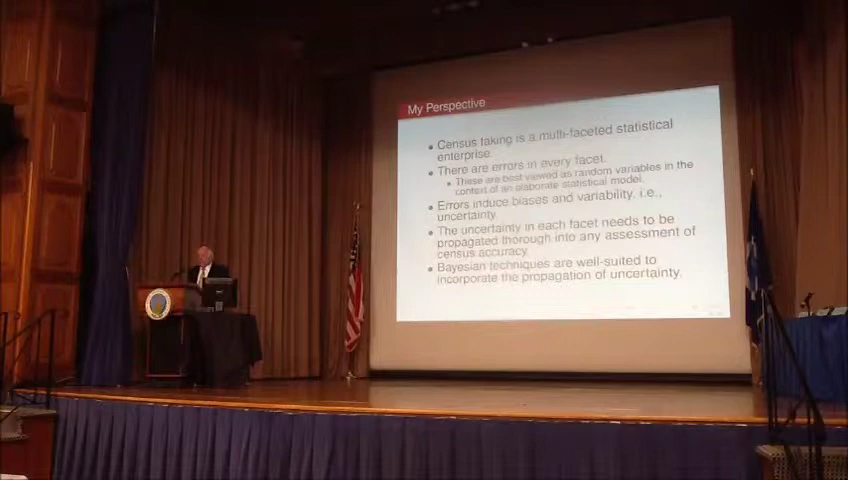 My Perspective
• Census taking is a multi-faceted statistical
enterprise.
• There are errors in every facet.
• These are best viewed as random variables in the
context of an elaborate statistical model.
• Errors induce biases and variability, i.e.,
uncertainty.
• The uncertainty in each facet needs to be
propagated thorough into any assessment of
census accuracy
• Bayesian techniques are well-suited to
incorporate the propagation of uncertainty.